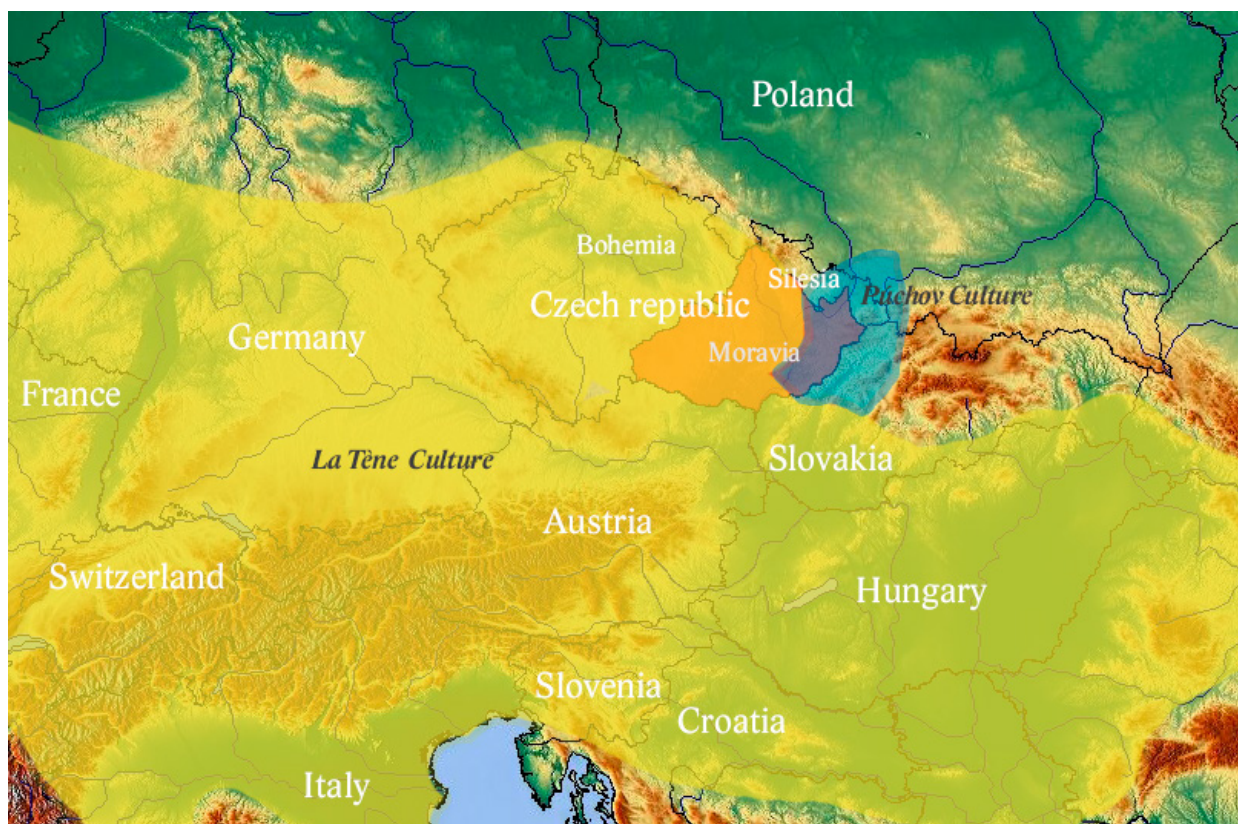 Poland
Bohemia
Silesia
Púchov Culture
Czech republic
Germany
Moravia
France
La Tène Culture
Slovakia
Austria
Switzerland
Hungary
Slovenia
Croatia
Italy